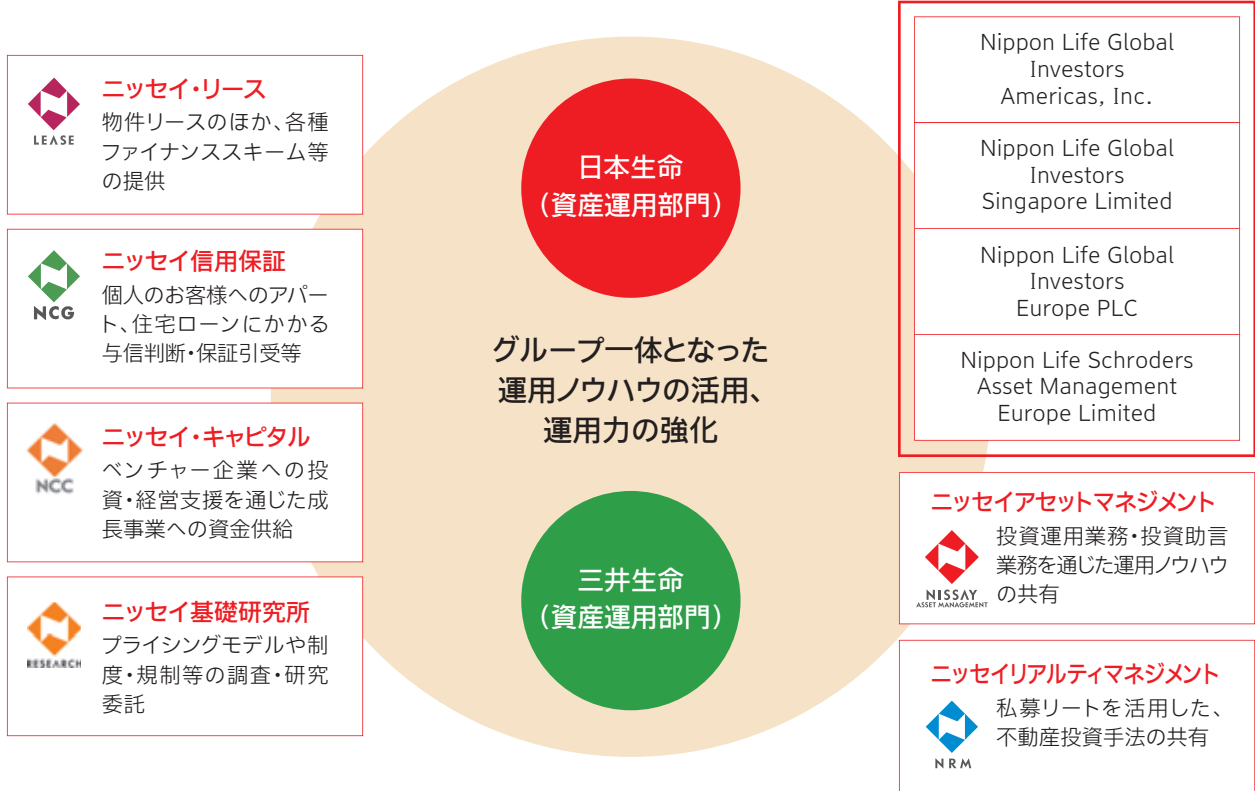 ニッセイ・リース
物件リースのほか、各種
ファイナンススキーム等
の提供
LEASE
ニッセイ信用保証
個人のお客様へのアパー
ト、住宅ローンにかかる
与信判断・保証引受等
NCG
ニッセイ・キャピタル
ベンチャー企業への投
資・経営支援を通じた成
長事業への資金供給
NCC
ニッセイ基礎研究所
プライシングモデルや制
度・規制等の調査・研究
委託
RESEARCH
日本生命
（資産運用部門）
グループ一体となった
運用ノウハウの活用、
運用力の強化
三井生命
（資産運用部門）
Nippon Life Global
Investors
Americas, Inc.
Nippon Life Global
Investors
Singapore Limited
Nippon Life Global
Investors
Europe PLC
Nippon Life Schroders
Asset Management
Europe Limited
ニッセイアセットマネジメント
投資運用業務・投資助言
業務を通じた運用ノウハウ
の共有
NISSAY
ASSET MANAGEMENT
ニッセイリアルティマネジメント
私募リートを活用した、
不動産投資手法の共有
NRM